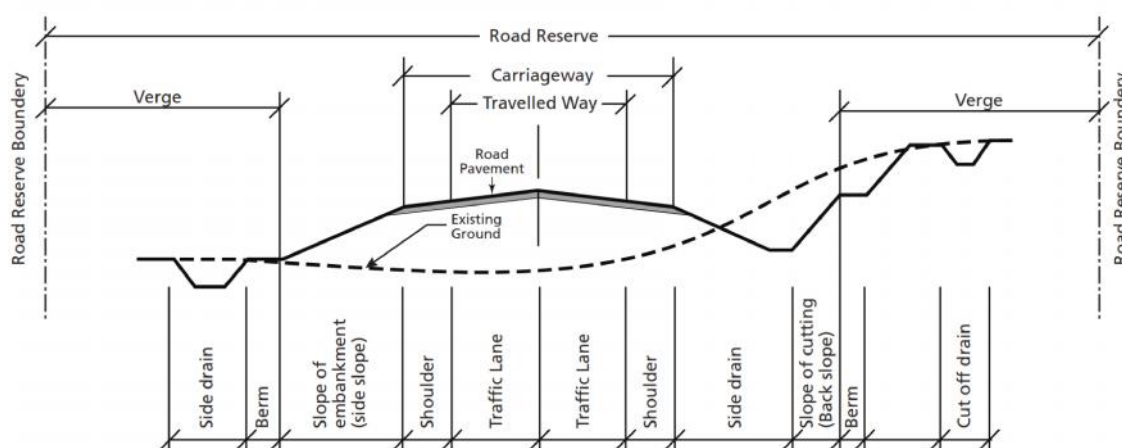 Road Reserve
Carriageway
Verge
Travelled Way
Verge
Road Reserve Boundery
Road
Pavement
Existing
Ground
Road Reserve Boundery
Side drain
Berm
Slope of
embankment
(side slope)
Shoulder
Traffic Lane
Traffic Lane
Shoulder
Side drain
Slope of cutting
(Back slope)
Berm
Cut off drain